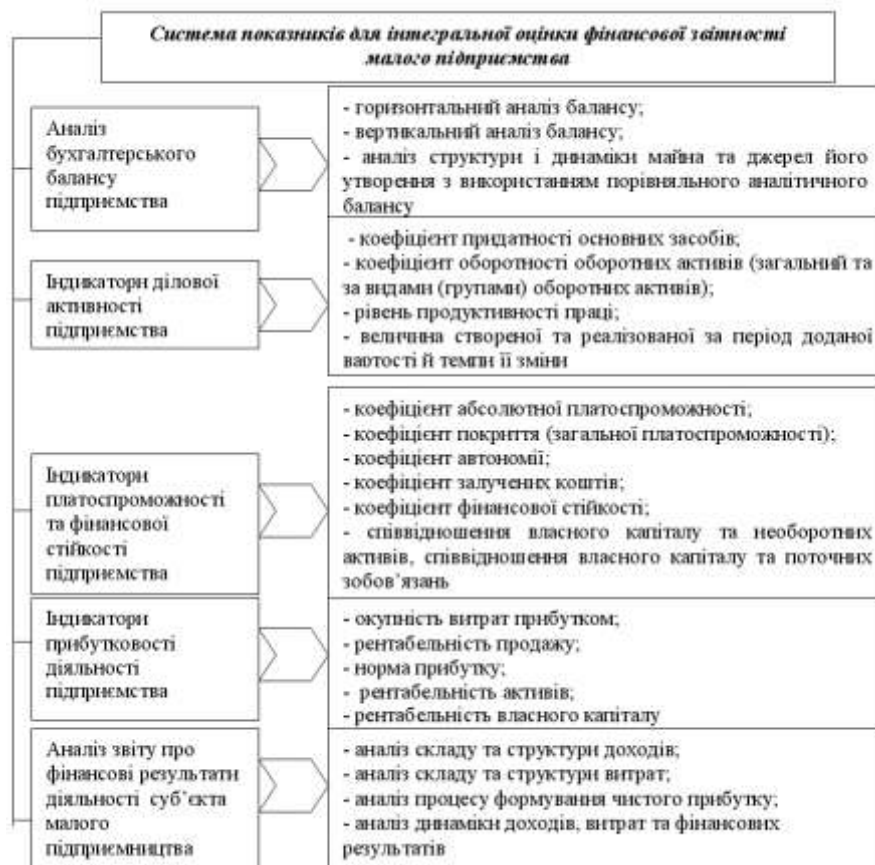 Система показників для інтегральної оцінки фінансової звітності
малого підприємства
Аналіз
бухгалтерського
балансу
підприємства
- горизонтальний аналіз балансу;
- вертикальний аналіз балансу;
- аналіз структури і динаміки майна та джерел його
утворення з використанням порівняльного аналітичного
балансу
Індикатори ділової
активності
підприємства
- коефіцієнт придатності основних засобів;
- коефіцієнт оборотності оборотних активів (загальний та
за видами (групами) оборотних активів);
- рівень продуктивності праці;
- величина створеної та реалізованої за період доданої
вартості й темпи її зміни
Індикатори
платоспроможності
та фінансової
стійкості
підприємства
- коефіцієнт абсолютної платоспроможності;
- коефіцієнт покриття (загальної платоспроможності);
- коефіцієнт автономії;
- коефіцієнт залучених коштів;
- коефіцієнт фінансової стійкості;
- співвідношення власного капіталу та необоротних
активів, співвідношення власного капіталу та поточних
зобов’язань
Індикатори
прибутковості
діяльності
підприємства
- окупність витрат прибутком;
- рентабельність продажу;
- норма прибутку;
- рентабельність активів;
- рентабельність власного капіталу
Аналіз звіту про
фінансові результати
діяльності суб’єкта
малого
підприємництва
- аналіз складу та структури доходів;
- аналіз складу та структури витрат;
- аналіз процесу формування чистого прибутку;
- аналіз динаміки доходів, витрат та фінансових
результатів